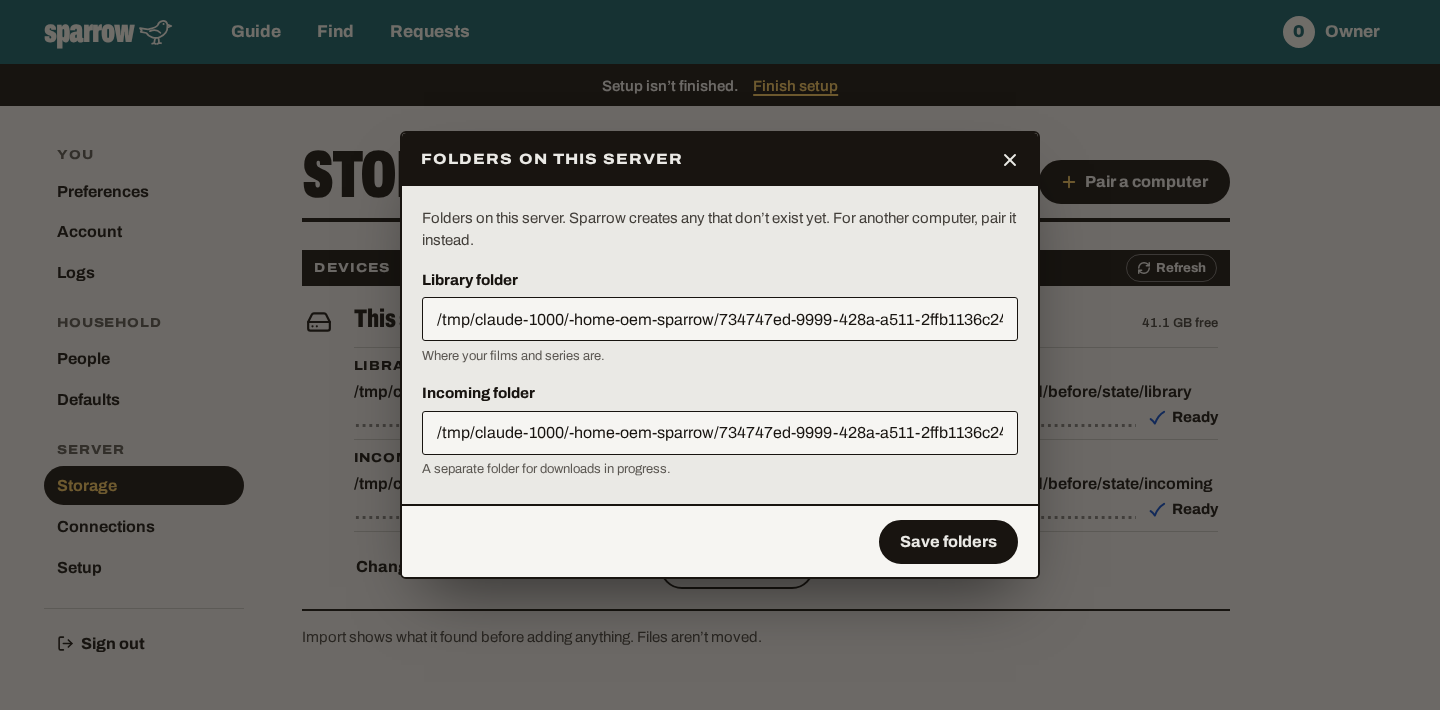 sparrow
Guide
Find
Requests
O
Owner
Setup isn’t finished. Finish setup
YOU
Preferences
Account
Logs
HOUSEHOLD
People
Defaults
SERVER
Storage
Connections
Setup
Sign out
Pair a computer
DEVICES
Refresh
This
41.1 GB free
/before/state/library
Ready
/before/state/incoming
Ready
Import shows what it found before adding anything. Files aren’t moved.
FOLDERS ON THIS SERVER
Folders on this server. Sparrow creates any that don’t exist yet. For another computer, pair it
instead.
Library folder
/tmp/claude-1000/-home-oem-sparrow/734747ed-9999-428a-a511-2ffb1136c24
Where your films and series are.
Incoming folder
/tmp/claude-1000/-home-oem-sparrow/734747ed-9999-428a-a511-2ffb1136c24
A separate folder for downloads in progress.
Save folders